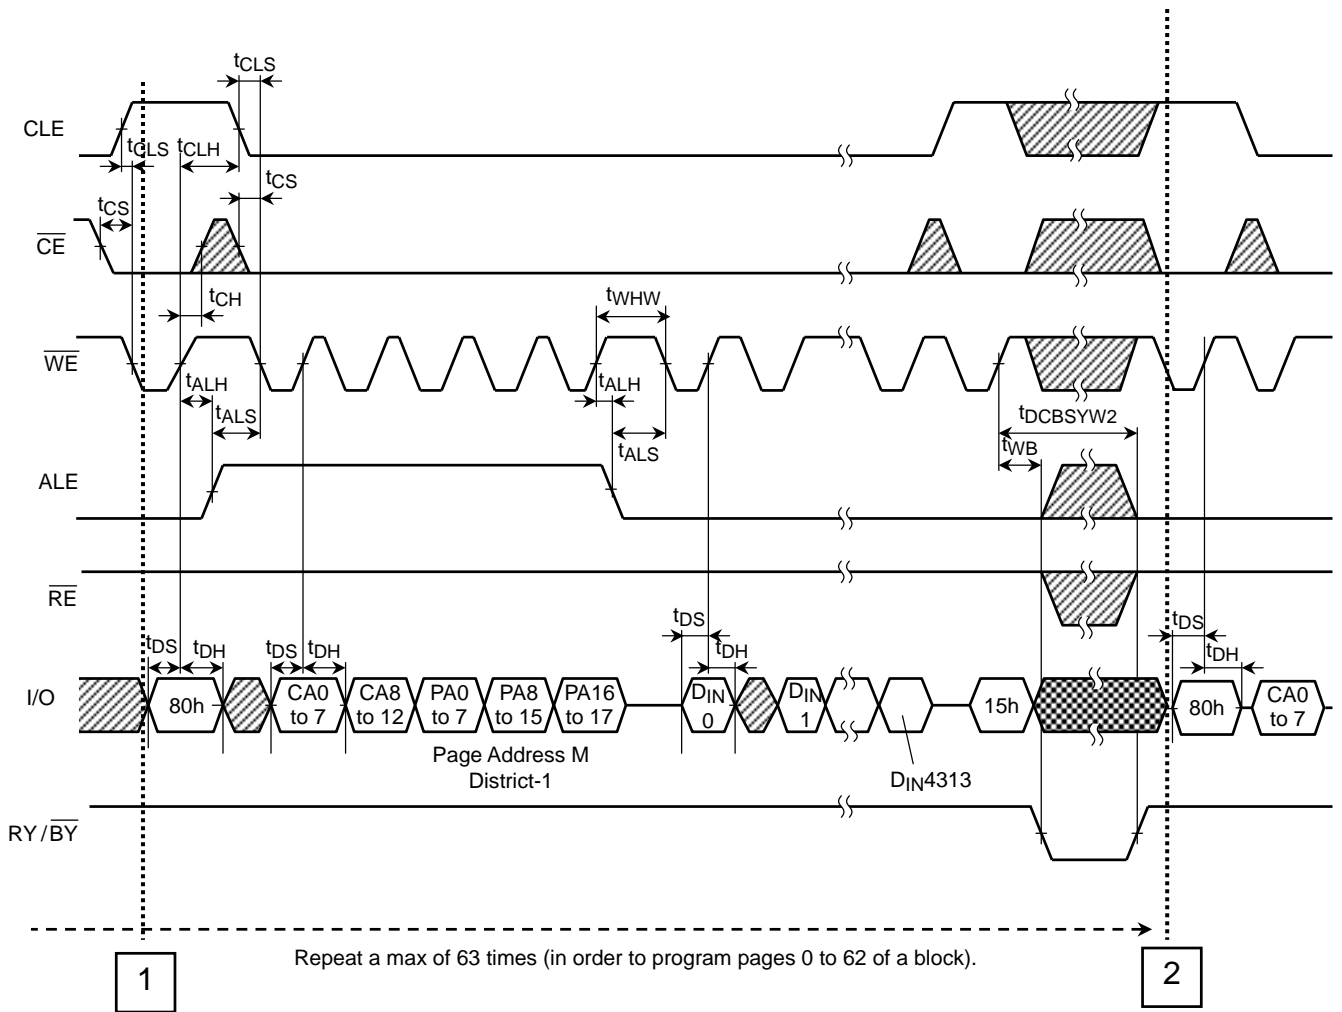 tCLS
CLE
tCLS
tCLH
tCS
tCS
CE
tCH
tWHW
WE
tALH
tALH
tALS
tDCBSYW2
tALS
tWB
ALE
RE
tDS
tDS
tDS
tDH
tDS
tDH
tDH
tDH
I/O
80h
CA0 to 7
CA8 to 12
PA0 to 7
PA8 to 15
PA16 to 17
DIN 0
DIN 1
15h
80h
CA0 to 7
Page Address M
District-1
DIN4313
RY/BY
Repeat a max of 63 times (in order to program pages 0 to 62 of a block).
1
2